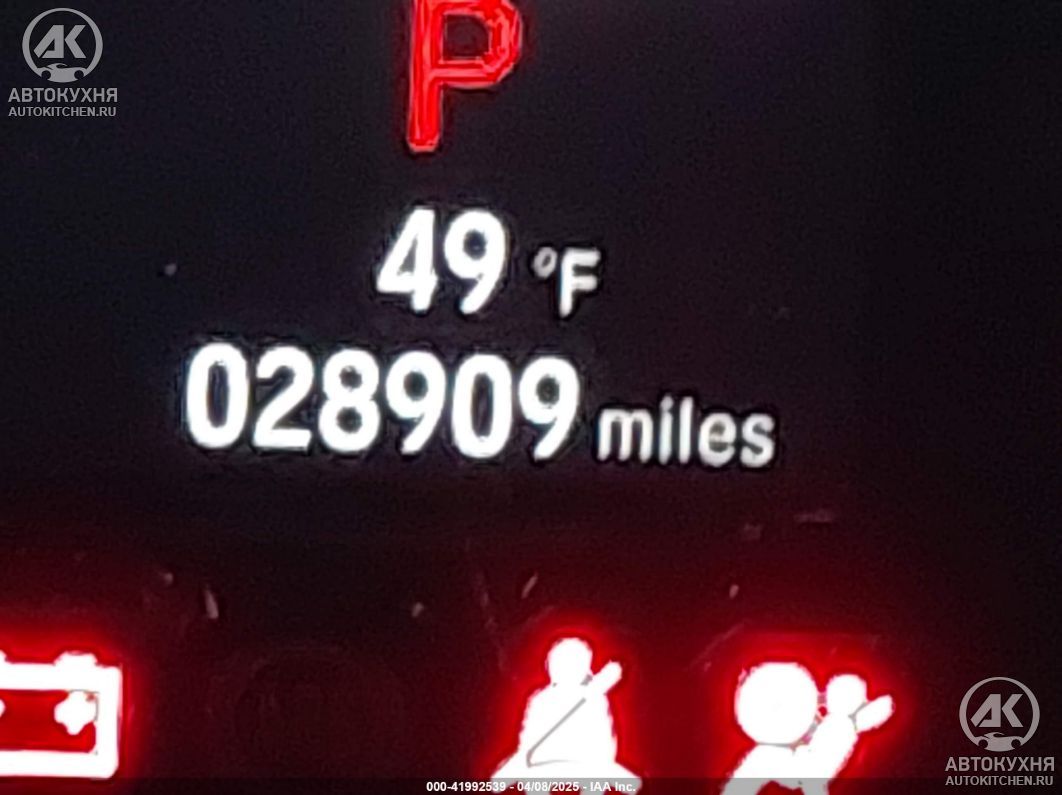 АК
АВТОКУХНЯ
AUTOKITCHEN.RU
P
49 °F
028909 miles
АК
АВТОКУХНЯ
AUTOKITCHEN.RU
000-41992539 - 04/08/2025 - IAA Inc.